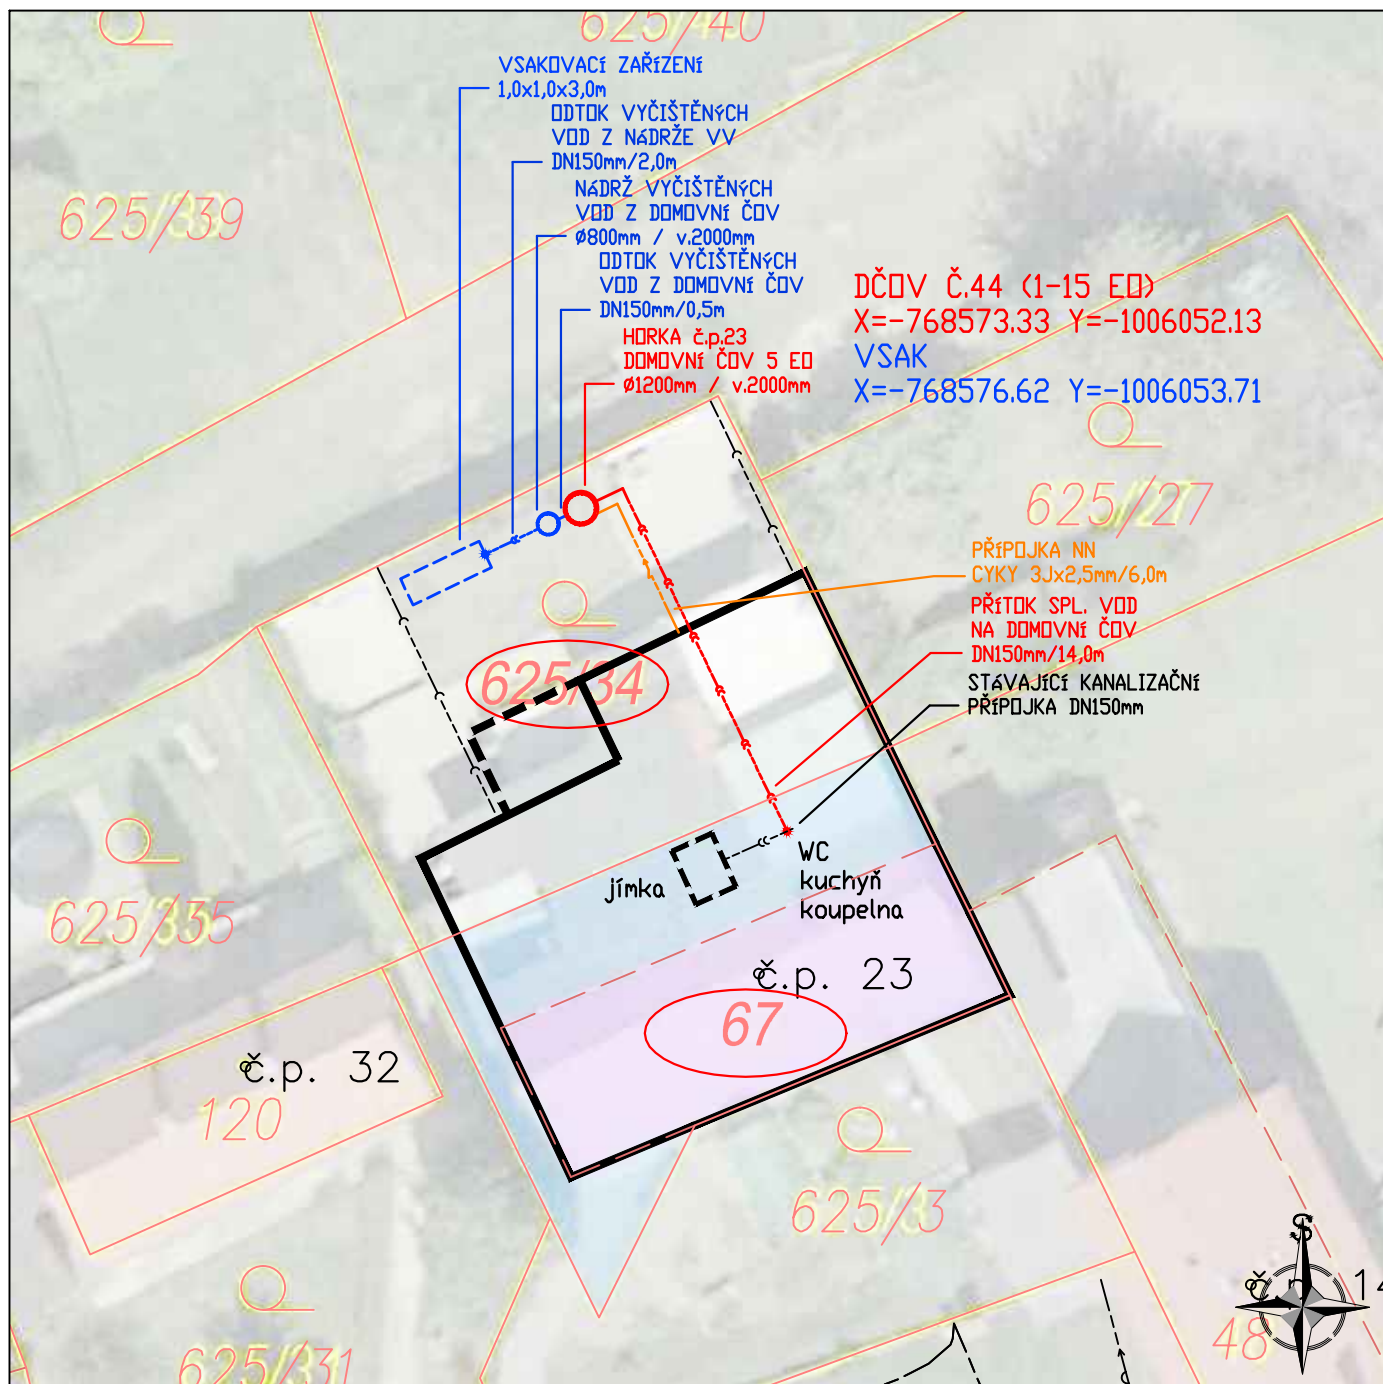 625/40
VSAKOVACÍ ZAŘÍZENÍ
1,0x1,0x3,0m
ODTOK VYČIŠTĚNÝCH
VOD Z NÁDRŽE VV
DN150mm/2,0m
NÁDRŽ VYČIŠTĚNÝCH
VOD Z DOMOVNÍ ČOV
Ø800mm / v.2000mm
ODTOK VYČIŠTĚNÝCH
VOD Z DOMOVNÍ ČOV
DN150mm/0,5m
HORKA č.p.23
DOMOVNÍ ČOV 5 EO
Ø1200mm / v.2000mm
625/39
DČOV Č.44 (1-15 EO)
X=-768573.33 Y=-1006052.13
VSAK
X=-768576.62 Y=-1006053.71
625/27
PŘÍPOJKA NN
CYKY 3Jx2,5mm/6,0m
PŘÍTOK SPL. VOD
NA DOMOVNÍ ČOV
DN150mm/14,0m
STÁVAJÍCÍ KANALIZAČNÍ
PŘÍPOJKA DN150mm
625/34
WC
kuchyň
koupelna
jímka
625/335
č.p. 23
67
č.p. 32
120
625/3
S
č.p. 14
48
625/31